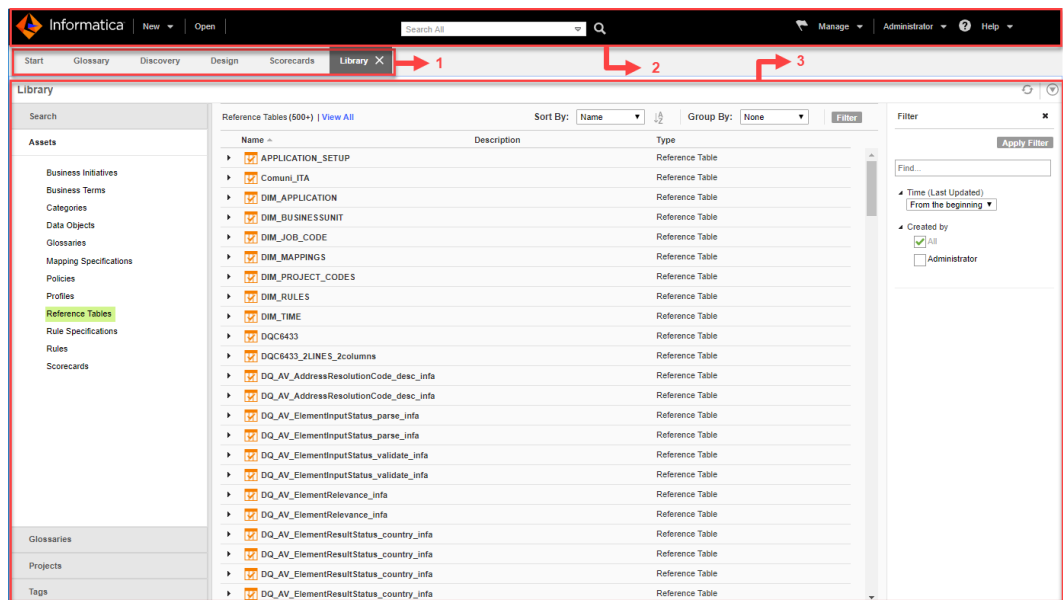 Informatica New Open Search All Manage Administrator ? Help
Start Glossary Discovery Design Scorecards Library X 1 2 3
Library
Search
Assets
Business Initiatives
Business Terms
Categories
Data Objects
Glossaries
Mapping Specifications
Policies
Profiles
Reference Tables
Rule Specifications
Rules
Scorecards
Glossaries
Projects
Tags
Reference Tables (500+) | View All Sort By: Name Group By: None Filter
Name Description Type
APPLICATION_SETUP Reference Table
Comuni_ITA Reference Table
DIM_APPLICATION Reference Table
DIM_BUSINESSUNIT Reference Table
DIM_JOB_CODE Reference Table
DIM_MAPPINGS Reference Table
DIM_PROJECT_CODES Reference Table
DIM_RULES Reference Table
DIM_TIME Reference Table
DQC6433 Reference Table
DQC6433_2LINES_2columns Reference Table
DQ_AV_AddressResolutionCode_desc_infa Reference Table
DQ_AV_AddressResolutionCode_desc_infa Reference Table
DQ_AV_ElementInputStatus_parse_infa Reference Table
DQ_AV_ElementInputStatus_parse_infa Reference Table
DQ_AV_ElementInputStatus_validate_infa Reference Table
DQ_AV_ElementInputStatus_validate_infa Reference Table
DQ_AV_ElementRelevance_infa Reference Table
DQ_AV_ElementRelevance_infa Reference Table
DQ_AV_ElementResultStatus_country_infa Reference Table
DQ_AV_ElementResultStatus_country_infa Reference Table
DQ_AV_ElementResultStatus_country_infa Reference Table
DQ_AV_ElementResultStatus_country_infa Reference Table
Filter x
Apply Filter
Find...
Time (Last Updated)
From the beginning
Created by
All
Administrator